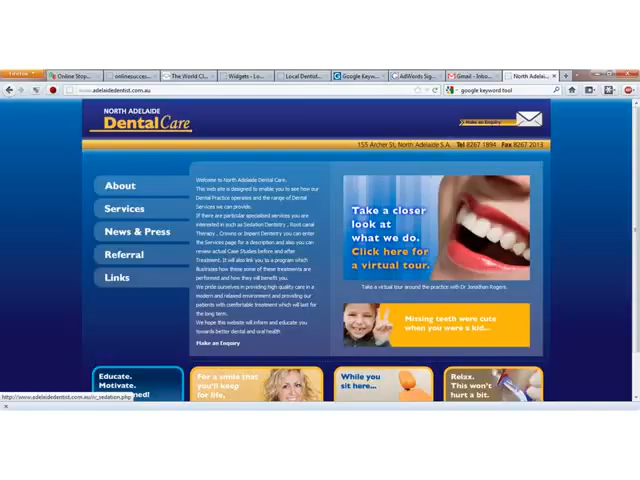 Firefox
Online Stop...
onlinesuccess...
The World Cl...
Widgets - Lo...
Local Dentist...
Google Keyw...
AdWords Sig...
Gmail - Inbo...
North Adelai...
www.adelaidedentist.com.au
google keyword tool
NORTH ADELAIDE
DentalCare
Make an Enquiry
155 Archer St, North Adelaide S.A. Tel 8267 1894 Fax 8267 2013
About
Services
News & Press
Referral
Links
Welcome to North Adelaide Dental Care.
This web site is designed to enable you to see how our
Dental Practice operates and the range of Dental
Services we can provide.
If there are particular specialised services you are
interested in such as Sedation Dentistry , Root canal
Therapy , Crowns or Implant Dentistry you can enter
the Services page for a description and also you can
review actual Case Studies before and after
Treatment. It will also link you to a program which
illustrates how these some of these treatments are
performed and how they will benefit you.
We pride ourselves in providing high quality care in a
modern and relaxed environment and providing our
patients with comfortable treatment which will last for
the long term.
We hope this website will inform and educate you
towards better dental and oral health
Make an Enquiry
Take a closer
look at
what we do.
Click here for
a virtual tour.
Take a virtual tour around the practice with Dr Jonathan Rogers.
Missing teeth were cute
when you were a kid...
Educate.
Motivate.
For a smile that
you'll keep
for life.
While you
sit here...
Relax.
This won't
hurt a bit.
http://www.adelaidedentist.com.au/iv_sedation.php